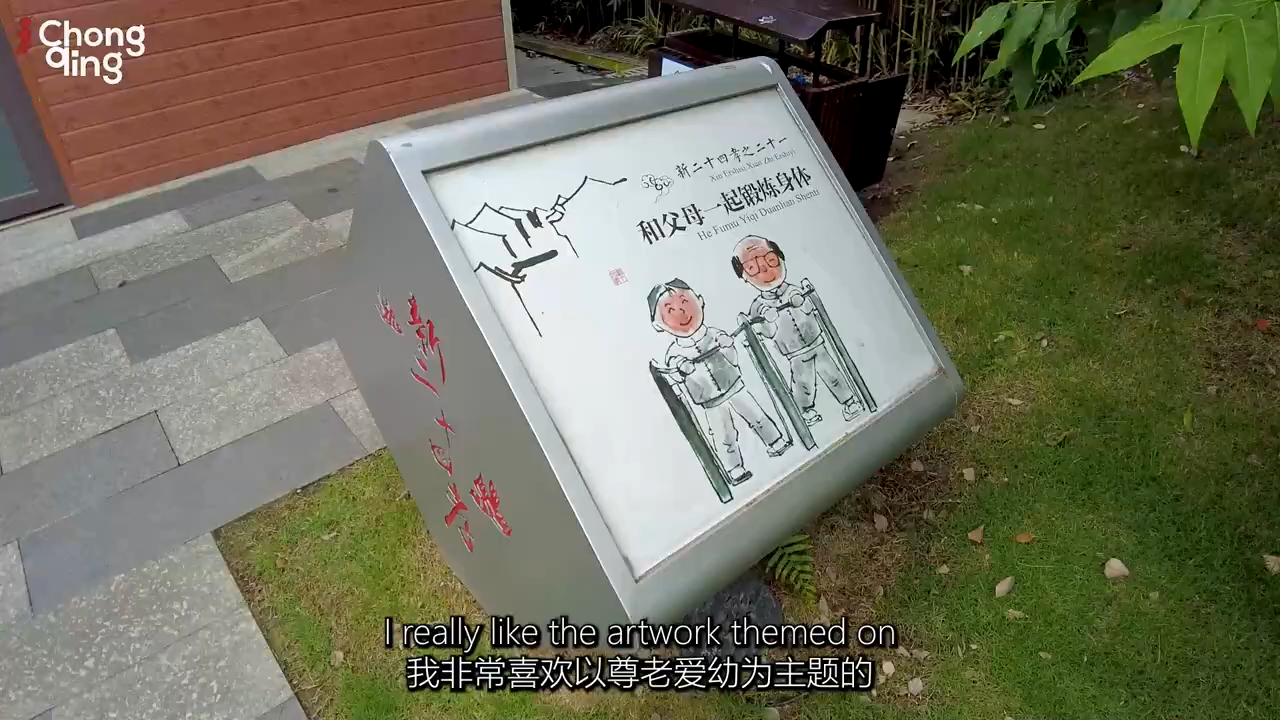 Chong
qing
新二十四孝之二十一
Xin Ershisi Xiao Zhi Ershiyi
和父母一起锻炼身体
He Fumu Yiqi Duanlian Shenti
新二十四孝
I really like the artwork themed on
我非常喜欢以尊老爱幼为主题的